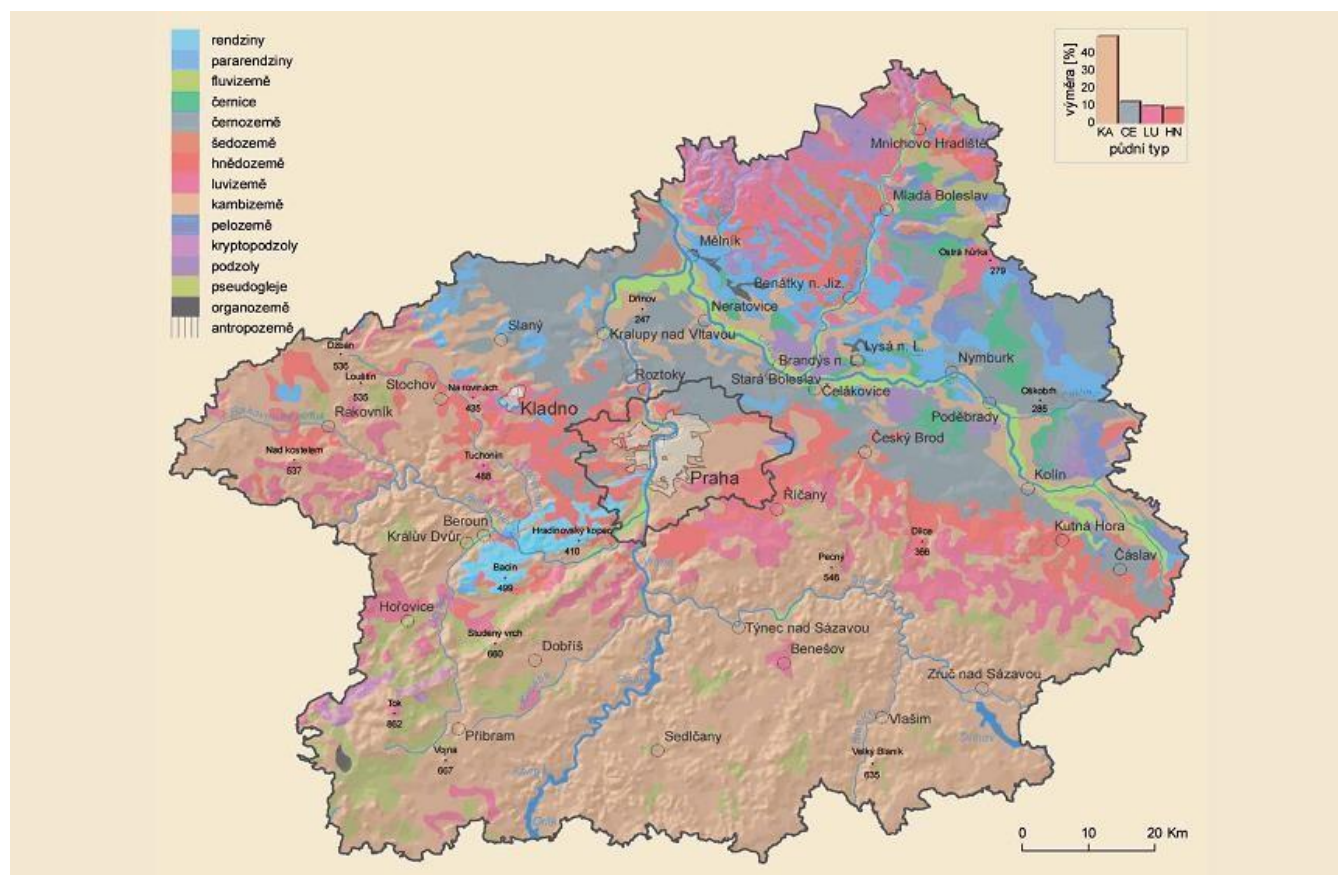 rendziny
pararendziny
fluvizemě
černice
černozemě
šedozemě
hnědozemě
luvizemě
kambizemě
pelozemě
kryptopodzoly
podzoly
pseudogleje
organozemě
antropozemě
výměra [%]
40
30
20
10
0
KA CE LU HN
půdní typ
Mnichovo Hradiště
Mladá Boleslav
Mělník
Ostrá hůrka
279
Benátky n. Jiz.
Dřínov
247
Neratovice
Slaný
Kralupy nad Vltavou
Lysá n. L.
Nymburk
Brandýs n. L.
Stará Boleslav
Čelákovice
Roztoky
Džbán
536
Louštín
535
Stochov
Na rovinách
435
Kladno
Rakovník
Oškobrh
285
Poděbrady
Český Brod
Nad kostelem
537
Tuchonín
488
Praha
Kolín
Říčany
Beroun
Králův Dvůr
Hradinovský kopec
410
Kutná Hora
Dílce
366
Čáslav
Bacín
499
Pecný
546
Hořovice
Studený vrch
660
Dobříš
Týnec nad Sázavou
Benešov
Zruč nad Sázavou
Tok
862
Příbram
Sedlčany
Vlašim
Vojna
667
Velký Blaník
635
0 10 20 Km